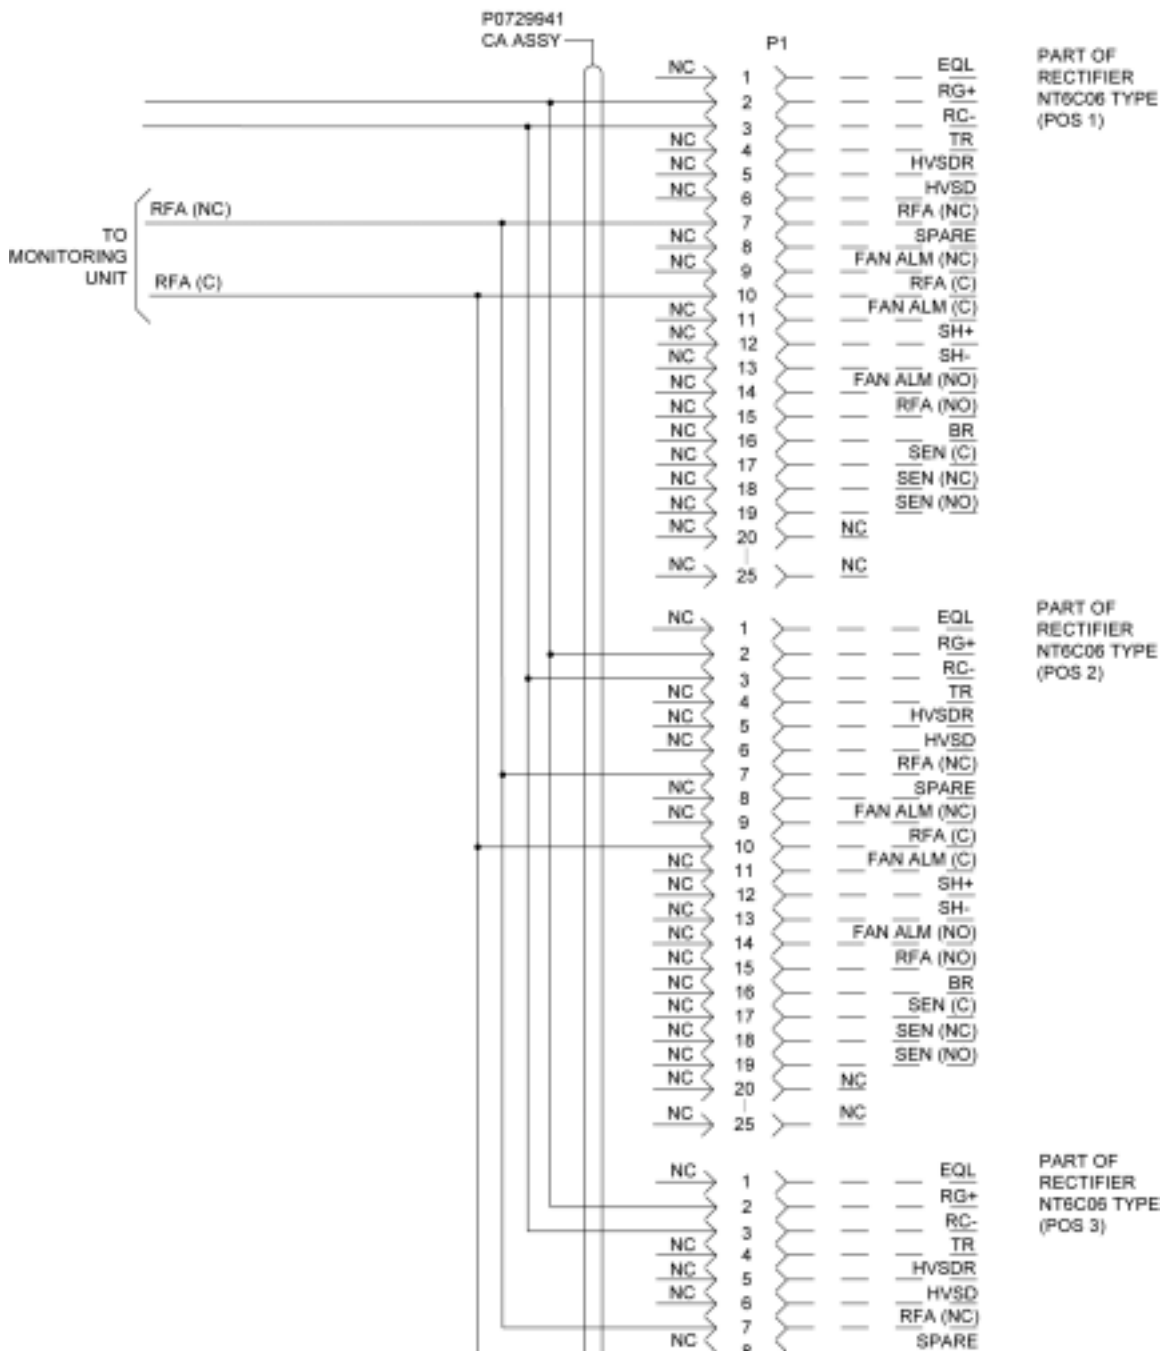 P0729941
CA ASSY
P1
PART OF
RECTIFIER
NT6C06 TYPE
(POS 1)
NC 1 EQL
2 RG+
3 RC-
NC 4 TR
NC 5 HVSDR
NC 6 HVSD
RFA (NC) 7 RFA (NC)
TO
MONITORING
UNIT
NC 8 SPARE
NC 9 FAN ALM (NC)
RFA (C) 10 RFA (C)
NC 11 FAN ALM (C)
NC 12 SH+
NC 13 SH-
NC 14 FAN ALM (NO)
NC 15 RFA (NO)
NC 16 BR
NC 17 SEN (C)
NC 18 SEN (NC)
NC 19 SEN (NO)
NC 20 NC
NC 25 NC
PART OF
RECTIFIER
NT6C06 TYPE
(POS 2)
NC 1 EQL
2 RG+
3 RC-
NC 4 TR
NC 5 HVSDR
NC 6 HVSD
7 RFA (NC)
NC 8 SPARE
NC 9 FAN ALM (NC)
10 RFA (C)
NC 11 FAN ALM (C)
NC 12 SH+
NC 13 SH-
NC 14 FAN ALM (NO)
NC 15 RFA (NO)
NC 16 BR
NC 17 SEN (C)
NC 18 SEN (NC)
NC 19 SEN (NO)
NC 20 NC
NC 25 NC
PART OF
RECTIFIER
NT6C06 TYPE
(POS 3)
NC 1 EQL
2 RG+
3 RC-
NC 4 TR
NC 5 HVSDR
NC 6 HVSD
7 RFA (NC)
NC 8 SPARE